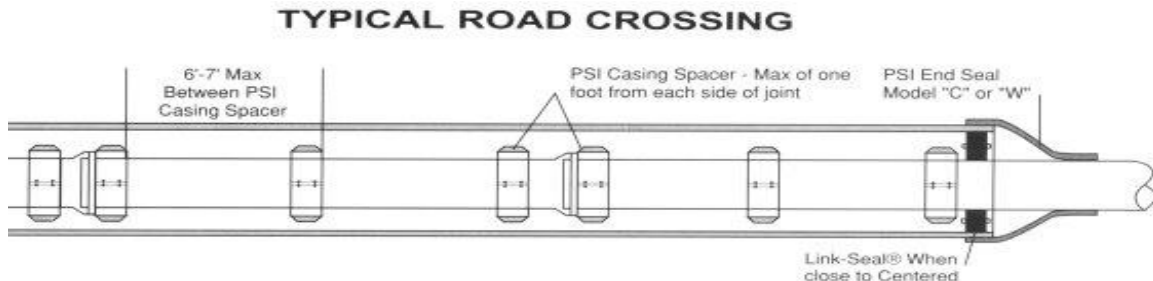 TYPICAL ROAD CROSSING
6'-7' Max
Between PSI
Casing Spacer
PSI Casing Spacer - Max of one
foot from each side of joint
PSI End Seal
Model "C" or "W"
Link-Seal® When
close to Centered